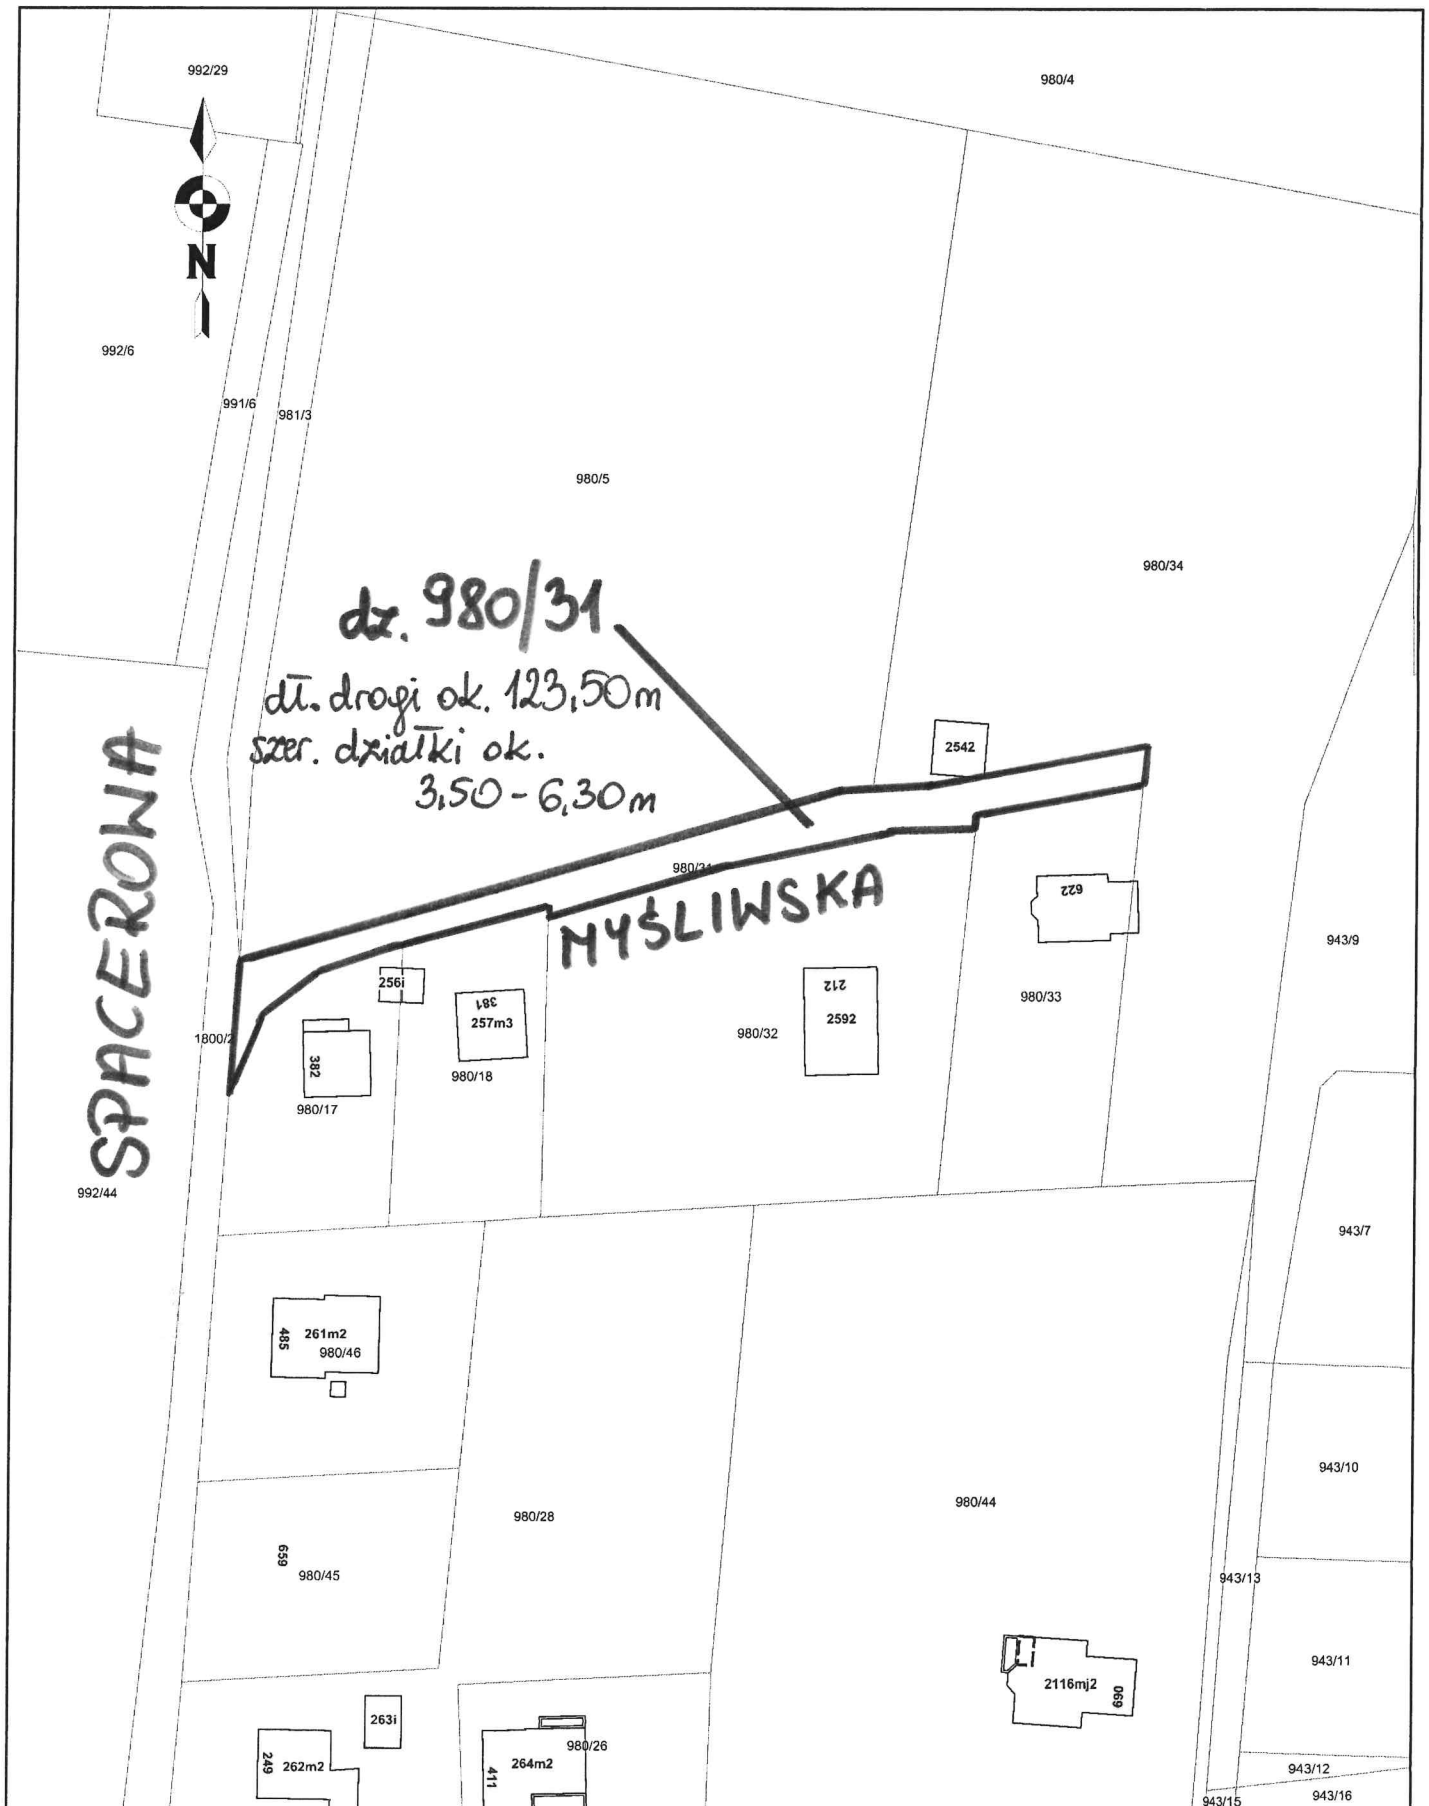 992/29
980/4
N
992/6
991/6
981/3
980/5
980/34
dz. 980/31
dł. drogi ok. 123,50m
szer. działki ok.
3,50 - 6,30m
2542
SPACEROWA
980/31
MYŚLIWSKA
622
943/9
256i
381
257m3
212
2592
980/33
980/32
1800/2
382
980/18
980/17
992/44
943/7
485
261m2
980/46
943/10
980/28
980/44
659
980/45
943/13
943/11
2116mj2
690
263i
980/26
249
262m2
411
264m2
943/12
943/15
943/16